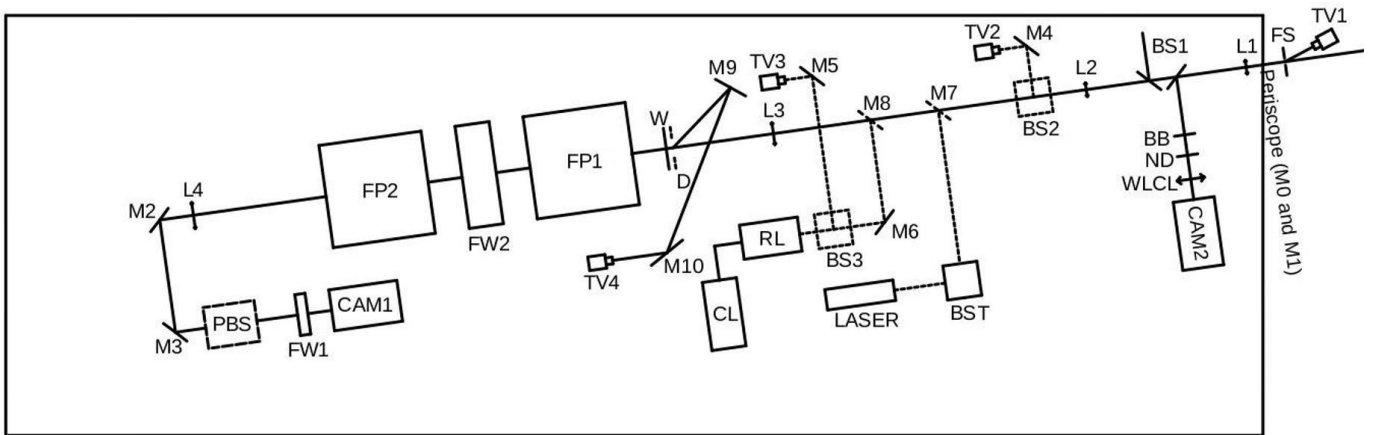 TV1
FS
L1
BS1
M4
TV2
L2
BS2
M5
TV3
M7
M8
L3
M9
W
D
FP1
FP2
FW2
L4
M2
BB
ND
WLCL
CAM2
Periscope (M0 and M1)
M6
BS3
RL
M10
TV4
CL
LASER
BST
CAM1
PBS
FW1
M3